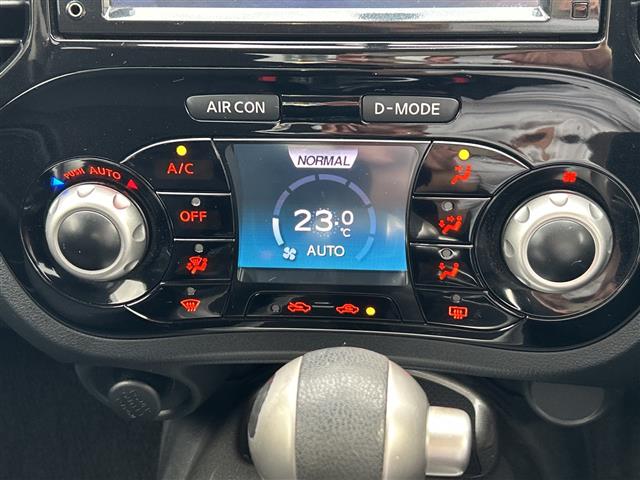 AIR CON
D-MODE
NORMAL
PUSH AUTO
A/C
OFF
23.0 °C
AUTO